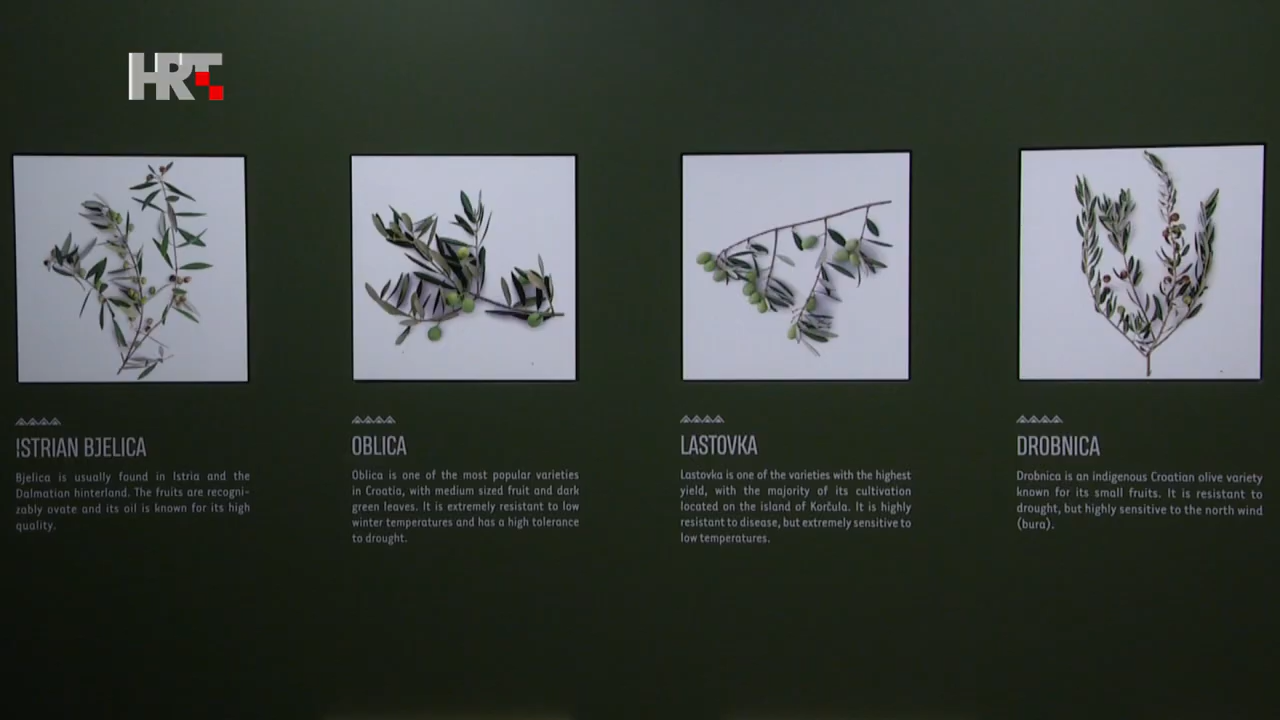 HRT
ISTRIAN BJELICA
Bjelica is usually found in Istria and the
Dalmatian hinterland. The fruits are recogni-
zably ovate and its oil is known for its high
quality.
OBLICA
Oblica is one of the most popular varieties
in Croatia, with medium sized fruit and dark
green leaves. It is extremely resistant to low
winter temperatures and has a high tolerance
to drought.
LASTOVKA
Lastovka is one of the varieties with the highest
yield, with the majority of its cultivation
located on the island of Korčula. It is highly
resistant to disease, but extremely sensitive to
low temperatures.
DROBNICA
Drobnica is an indigenous Croatian olive variety
known for its small fruits. It is resistant to
drought, but highly sensitive to the north wind
(bura).